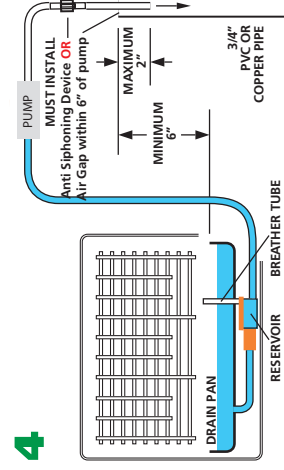 4
PUMP
MUST INSTALL
Anti Siphoning Device OR
Air Gap within 6" of pump
MAXIMUM
2"
MINIMUM
6"
3/4"
PVC OR
COPPER PIPE
DRAIN PAN
BREATHER TUBE
RESERVOIR